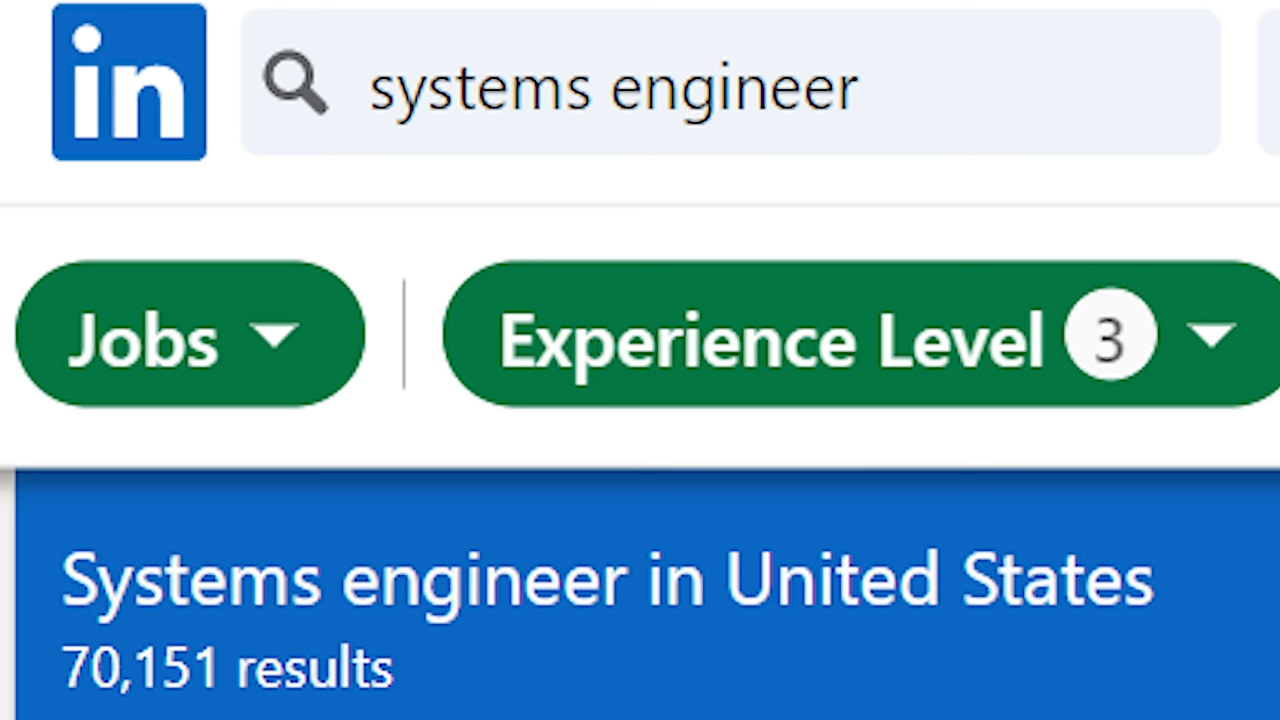 in
systems engineer
Jobs
Experience Level 3
Systems engineer in United States
70,151 results